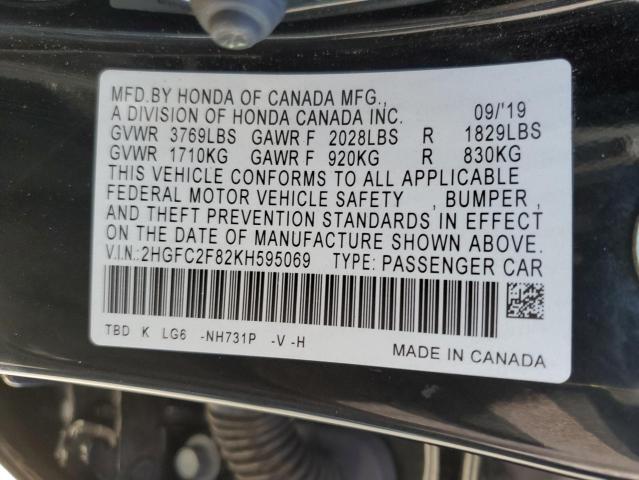 MFD. BY HONDA OF CANADA MFG.,
A DIVISION OF HONDA CANADA INC. 09/'19
GVWR 3769LBS GAWR F 2028LBS R 1829LBS
GVWR 1710KG GAWR F 920KG R 830KG
THIS VEHICLE CONFORMS TO ALL APPLICABLE
FEDERAL MOTOR VEHICLE SAFETY , BUMPER ,
AND THEFT PREVENTION STANDARDS IN EFFECT
ON THE DATE OF MANUFACTURE SHOWN ABOVE.
V.I.N.:2HGFC2F82KH595069 TYPE: PASSENGER CAR
TBD K LG6 -NH731P -V -H
MADE IN CANADA